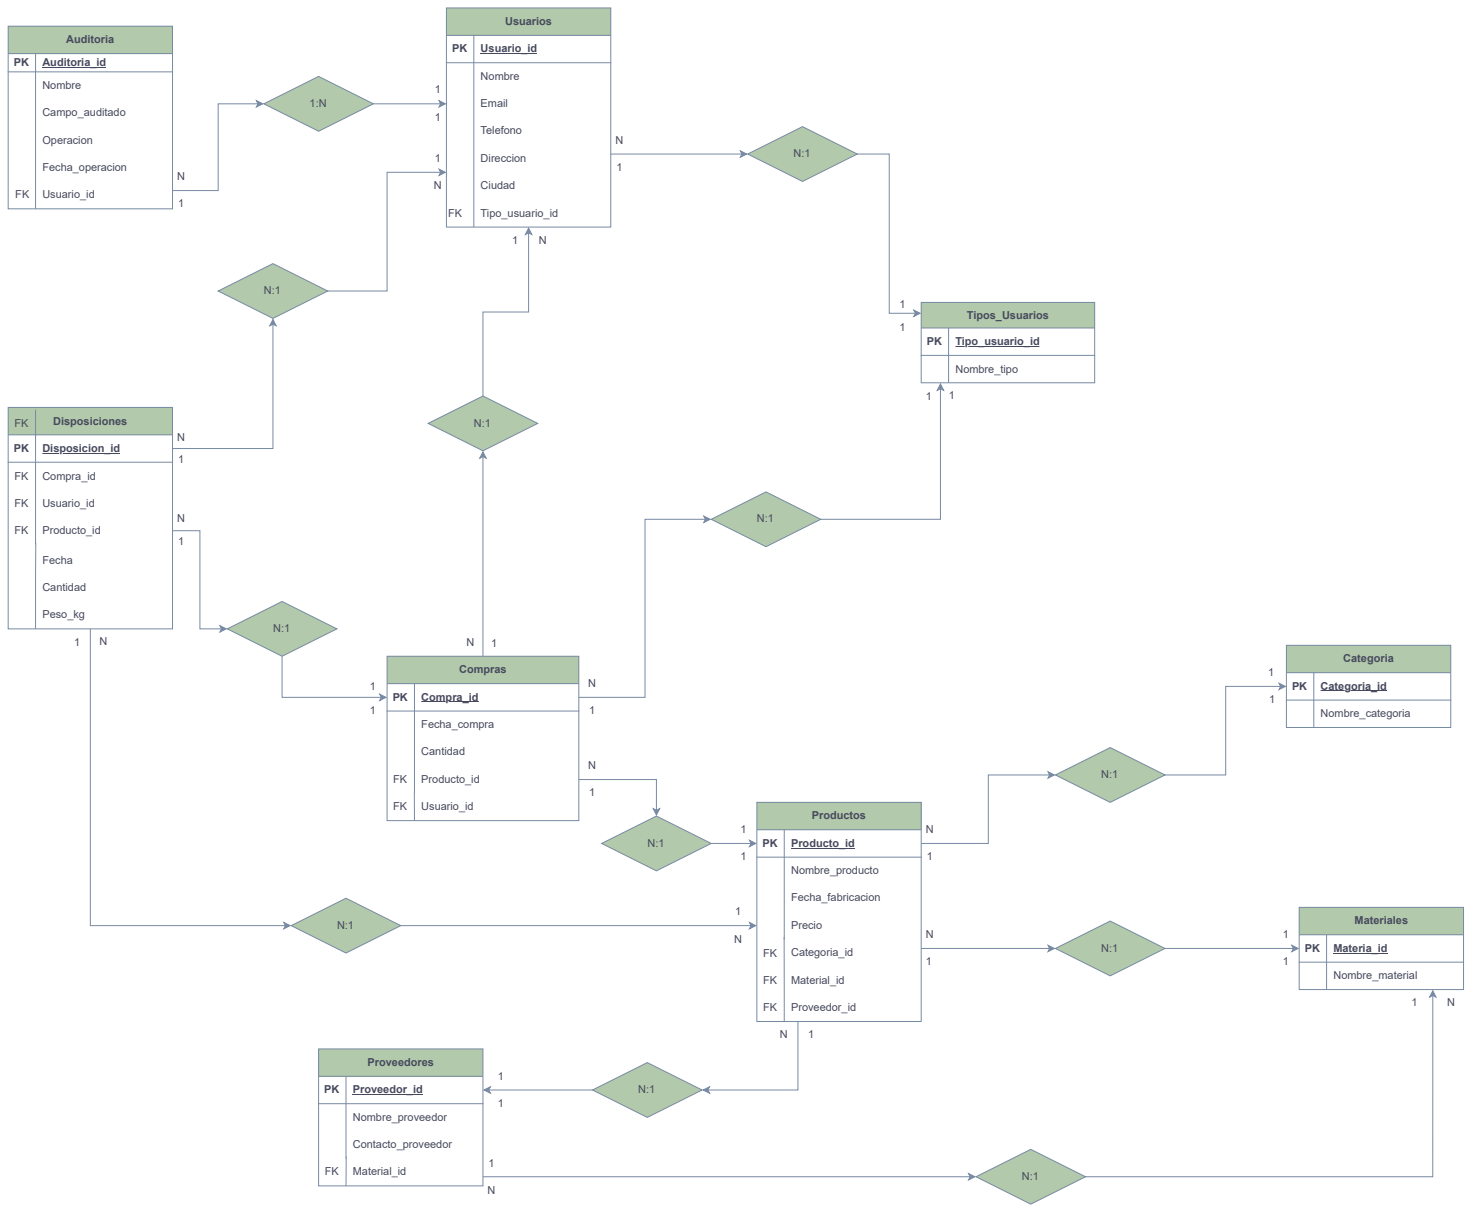 Auditoria
PK Auditoria_id
Nombre
Campo_auditado
Operacion
Fecha_operacion
FK Usuario_id
N
1
1:N
1
1
Usuarios
PK Usuario_id
Nombre
Email
Telefono
Direccion
Ciudad
FK Tipo_usuario_id
1
N
N:1
N
1
N:1
1
1
1 N
Tipos_Usuarios
PK Tipo_usuario_id
Nombre_tipo
1 1
FK Disposiciones
PK Disposicion_id
FK Compra_id
FK Usuario_id
FK Producto_id
Fecha
Cantidad
Peso_kg
N
1
N
1
1 N
N:1
N:1
N:1
1
1
N 1
Compras
PK Compra_id
Fecha_compra
Cantidad
FK Producto_id
FK Usuario_id
N
1
N
1
N:1
1
1
Categoria
PK Categoria_id
Nombre_categoria
1
1
N:1
Productos
PK Producto_id
Nombre_producto
Fecha_fabricacion
Precio
FK Categoria_id
FK Material_id
FK Proveedor_id
N
1
N:1
1
N
N
1
N:1
1
1
Materiales
PK Materia_id
Nombre_material
1 N
N 1
Proveedores
PK Proveedor_id
Nombre_proveedor
Contacto_proveedor
FK Material_id
1
1
N:1
1
N
N:1